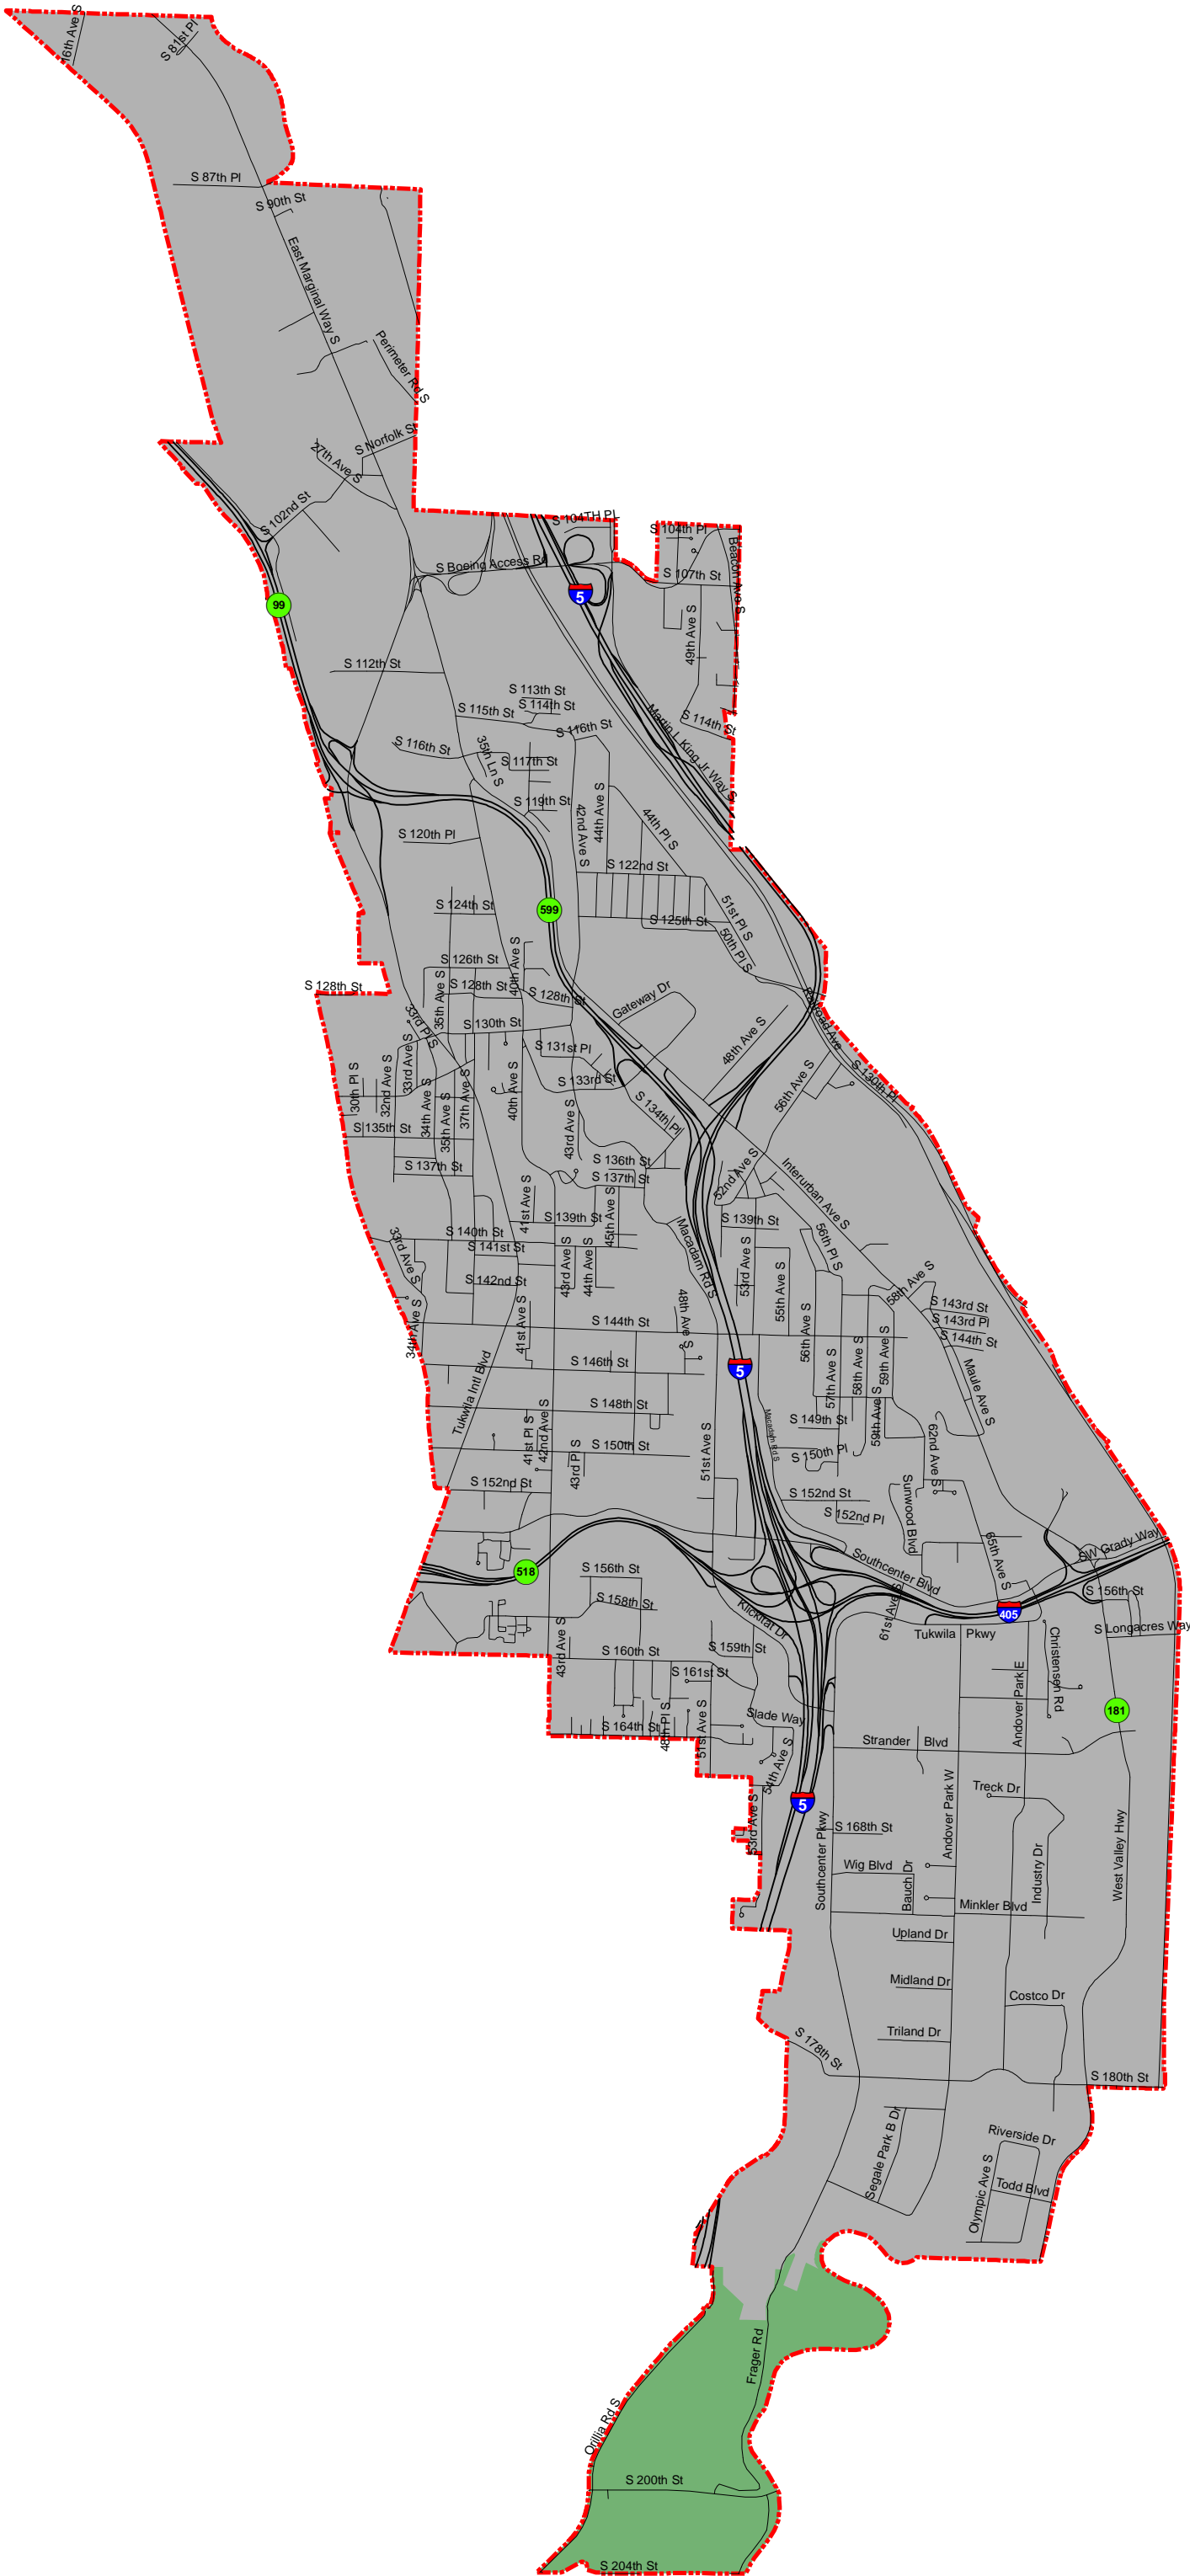 16th Ave S
S 81st Pl
S 87th Pl
S 90th St
East Marginal Way S
Perimeter Rd S
S Norfolk St
27th Ave S
S 102nd St
S 104TH PL
S 104th Pl
Beacon Ave S
S Boeing Access Rd
S 107th St
5
99
49th Ave S
S 112th St
S 113th St
S 114th St
S 115th St
S 116th St
S 114th St
Martin L King Jr Way S
S 116th St
35th Ln S
S 117th St
S 119th St
42nd Ave S
44th Ave S
44th Pl S
S 120th Pl
S 122nd St
S 124th St
599
S 125th St
51st Pl S
50th Pl S
S 126th St
40th Ave S
S 128th St
35th Ave S
S 128th St
S 128th St
Gateway Dr
33rd Pl S
S 130th St
48th Ave S
Railroad Ave
S 131st Pl
33rd Ave S
S 130th Pl
30th Pl S
32nd Ave S
34th Ave S
35th Ave S
37th Ave S
40th Ave S
S 133rd St
56th Ave S
S 134th Pl
43rd Ave S
S 135th St
S 136th St
S 137th St
S 137th St
52nd Ave S
Interurban Ave S
41st Ave S
S 139th St
45th Ave S
Macadam Rd S
S 139th St
56th Pl S
33rd Ave S
S 140th St
S 141st St
S 142nd St
43rd Ave S
44th Ave S
53rd Ave S
55th Ave S
58th Ave S
S 143rd St
S 143rd Pl
S 144th St
34th Ave S
41st Ave S
S 144th St
48th Ave S
56th Ave S
57th Ave S
58th Ave S
59th Ave S
Maule Ave S
Tukwila Intl Blvd
S 146th St
5
S 148th St
S 149th St
59th Ave S
Macadam Rd S
41st Pl S
42nd Ave S
43rd Pl S
S 150th St
51st Ave S
S 150th Pl
62nd Ave S
S 152nd St
S 152nd St
S 152nd Pl
Sunwood Blvd
65th Ave S
SW Grady Way
518
S 156th St
Southcenter Blvd
S 158th St
Klickitat Dr
61st Ave S
405
S 156th St
Tukwila Pkwy
S Longacres Way
43rd Ave S
S 160th St
S 159th St
Christensen Rd
S 161st St
Andover Park E
181
48th Pl S
51st Ave S
S 164th St
Slade Way
Strander Blvd
54th Ave S
5
Treck Dr
Andover Park W
53rd Ave S
Southcenter Pkwy
S 168th St
West Valley Hwy
Wig Blvd
Bauch Dr
Industry Dr
Minkler Blvd
Upland Dr
Midland Dr
Costco Dr
Triland Dr
S 178th St
S 180th St
Segale Park B Dr
Riverside Dr
Olympic Ave S
Todd Blvd
Frager Rd
Orillia Rd S
S 200th St
S 204th St